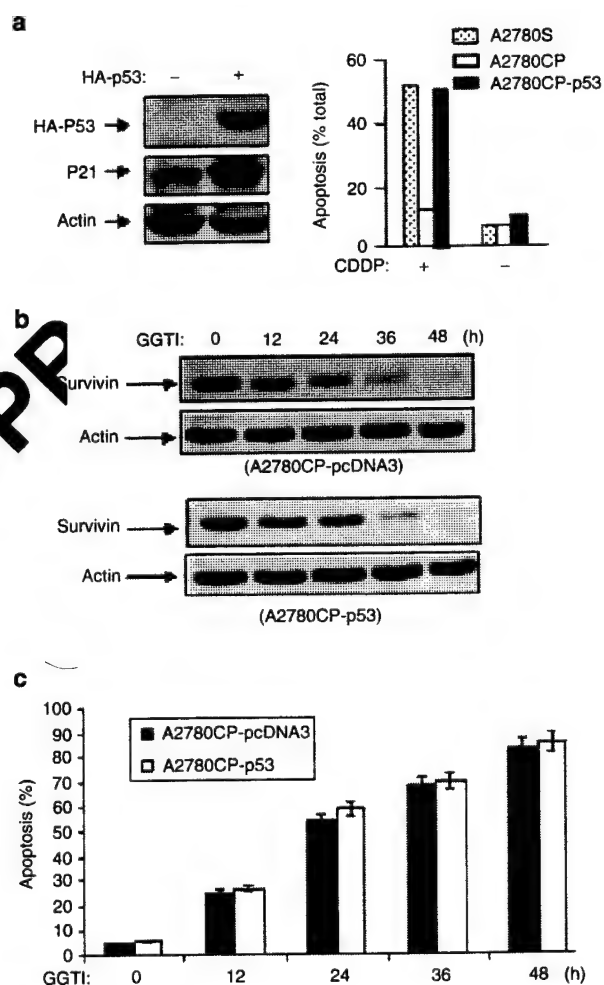 a
HA-p53: – +
HA-P53
P21
Actin
A2780S
A2780CP
A2780CP-p53
Apoptosis (% total)
60
40
20
0
CDDP: + –
b
GGTI: 0 12 24 36 48 (h)
Survivin
Actin
(A2780CP-pcDNA3)
Survivin
Actin
(A2780CP-p53)
PP
c
A2780CP-pcDNA3
A2780CP-p53
Apoptosis (%)
100
90
80
70
60
50
40
30
20
10
0
GGTI: 0 12 24 36 48 (h)